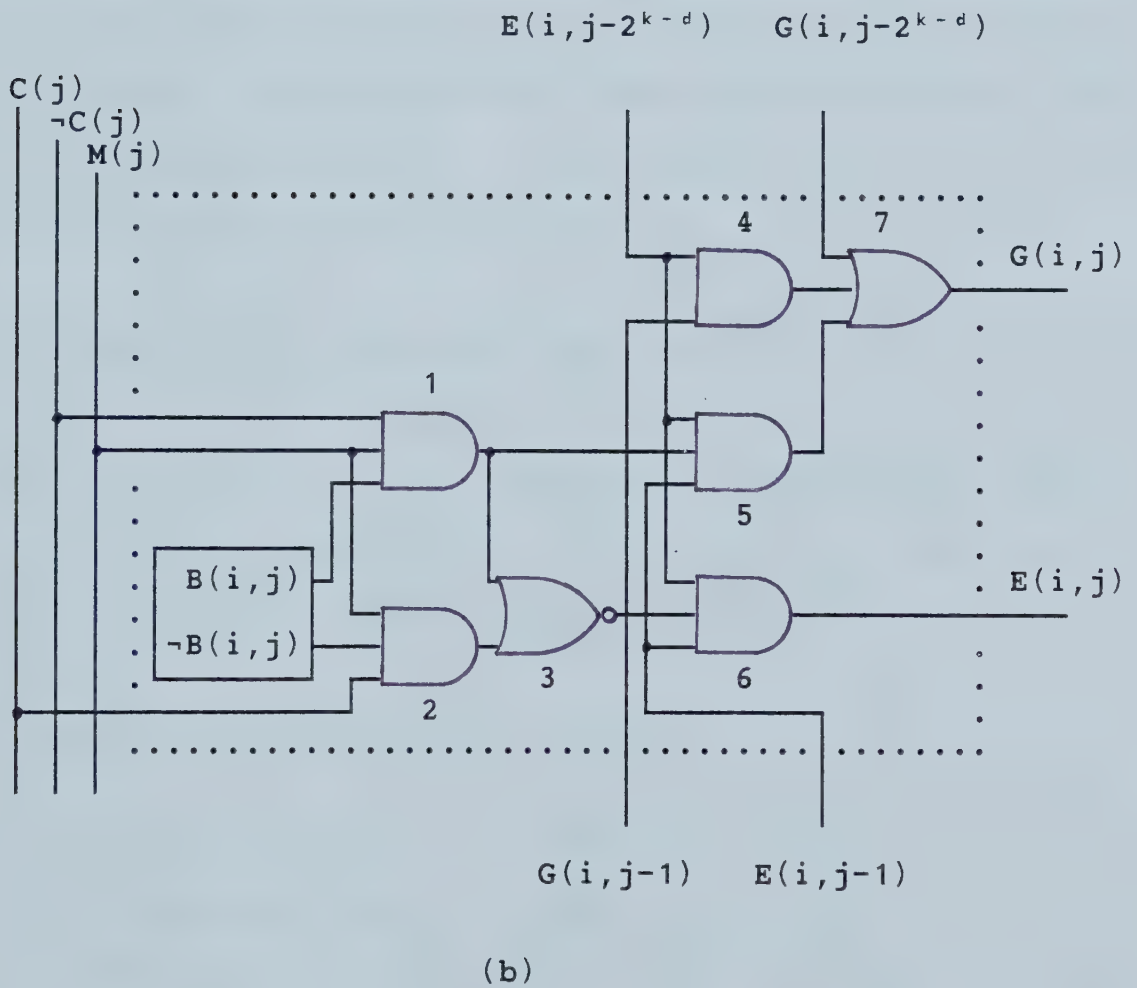 E(i,j-2^{k-d}) G(i,j-2^{k-d})
C(j)
¬C(j)
M(j)
4
7
G(i,j)
1
5
B(i,j)
E(i,j)
¬B(i,j)
3
6
2
G(i,j-1) E(i,j-1)
(b)